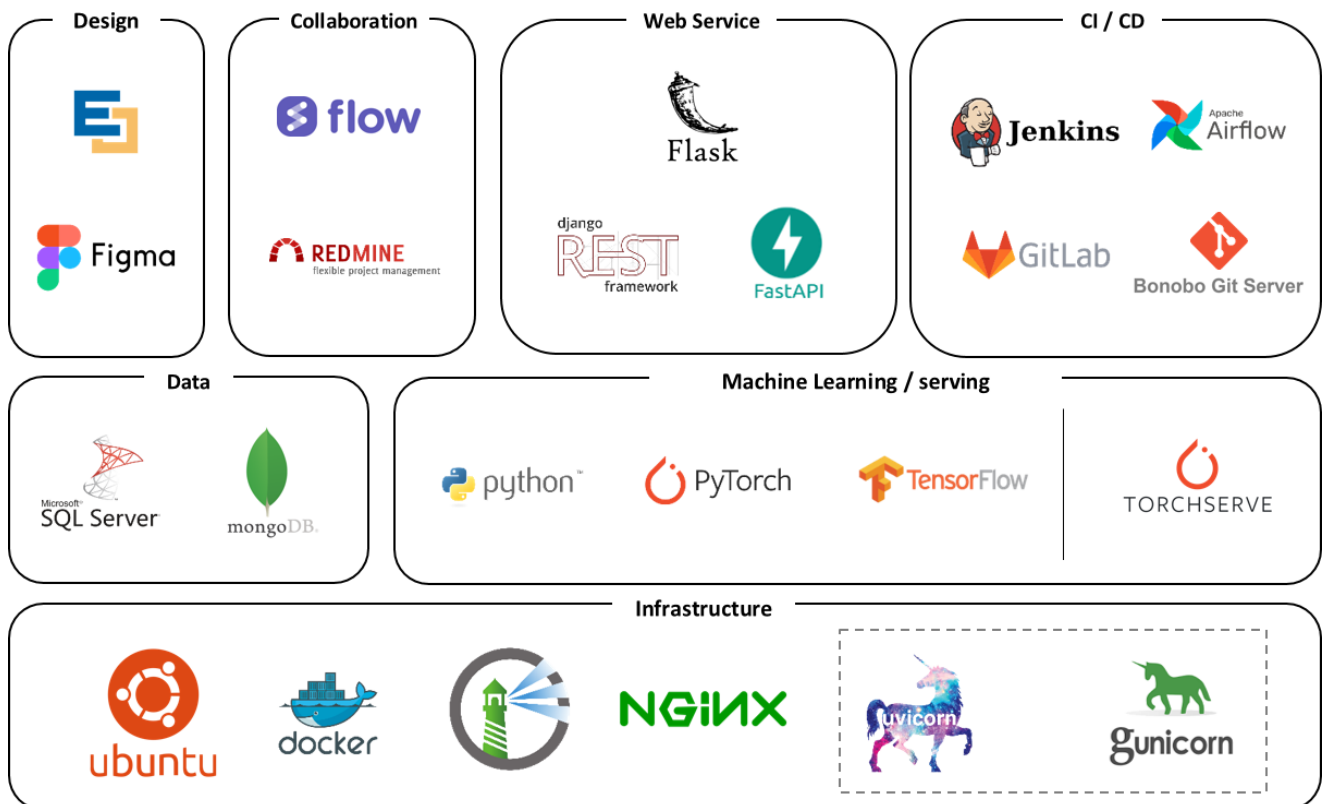 Design
Collaboration
Web Service
CI / CD
flow
Flask
Jenkins
Apache
Airflow
Figma
REDMINE
flexible project management
django
REST
framework
FastAPI
GitLab
Bonobo Git Server
Data
Machine Learning / serving
Microsoft®
SQL Server
mongoDB.
python™
PyTorch
TensorFlow
TORCHSERVE
Infrastructure
ubuntu
docker
NGINX
uvicorn
gunicorn